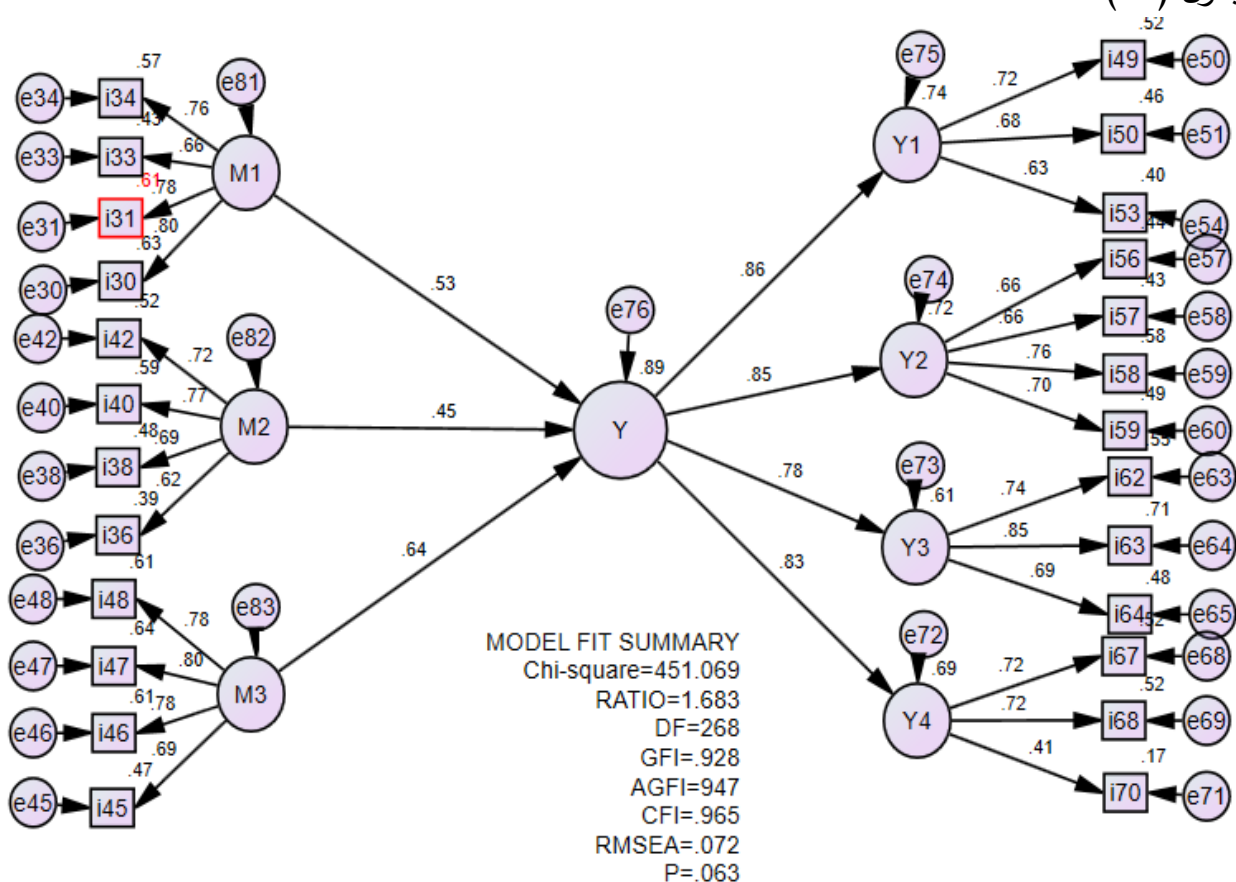 .57
e34 i34 .76 e81
.43
e33 i33 .66 M1
.61 .78
e31 i31 .80
.63
e30 i30
.52
e42 i42 .72 e82
.59
e40 i40 .77 M2
.48 .69
e38 i38 .62
.39
e36 i36
.61
e48 i48 .78 e83
.64
e47 i47 .80 M3
.61 .78
e46 i46 .69
.47
e45 i45
.53
.45
.64
e76
.89
Y
.86
.85
.78
.83
e75
.74
Y1
.72
.68
.63
.52
i49 e50
.46
i50 e51
.40
i53 e54
e74
.72
Y2
.66
.66
.76
.70
.44
i56 e57
.43
i57 e58
.58
i58 e59
.49
i59 e60
e73
.61
Y3
.74
.85
.69
.55
i62 e63
.71
i63 e64
.48
i64 e65
e72
.69
Y4
.72
.72
.41
.52
i67 e68
.52
i68 e69
.17
i70 e71
MODEL FIT SUMMARY
Chi-square=451.069
RATIO=1.683
DF=268
GFI=.928
AGFI=947
CFI=.965
RMSEA=.072
P=.063